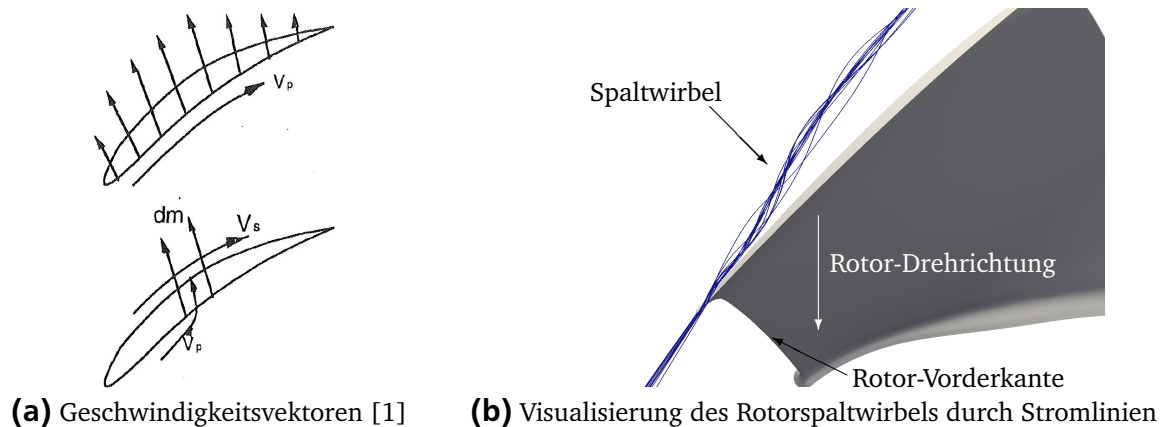 V_p
dm
V_s
V_p
(a) Geschwindigkeitsvektoren [1]
Spaltwirbel
Rotor-Drehrichtung
Rotor-Vorderkante
(b) Visualisierung des Rotorspaltwirbels durch Stromlinien